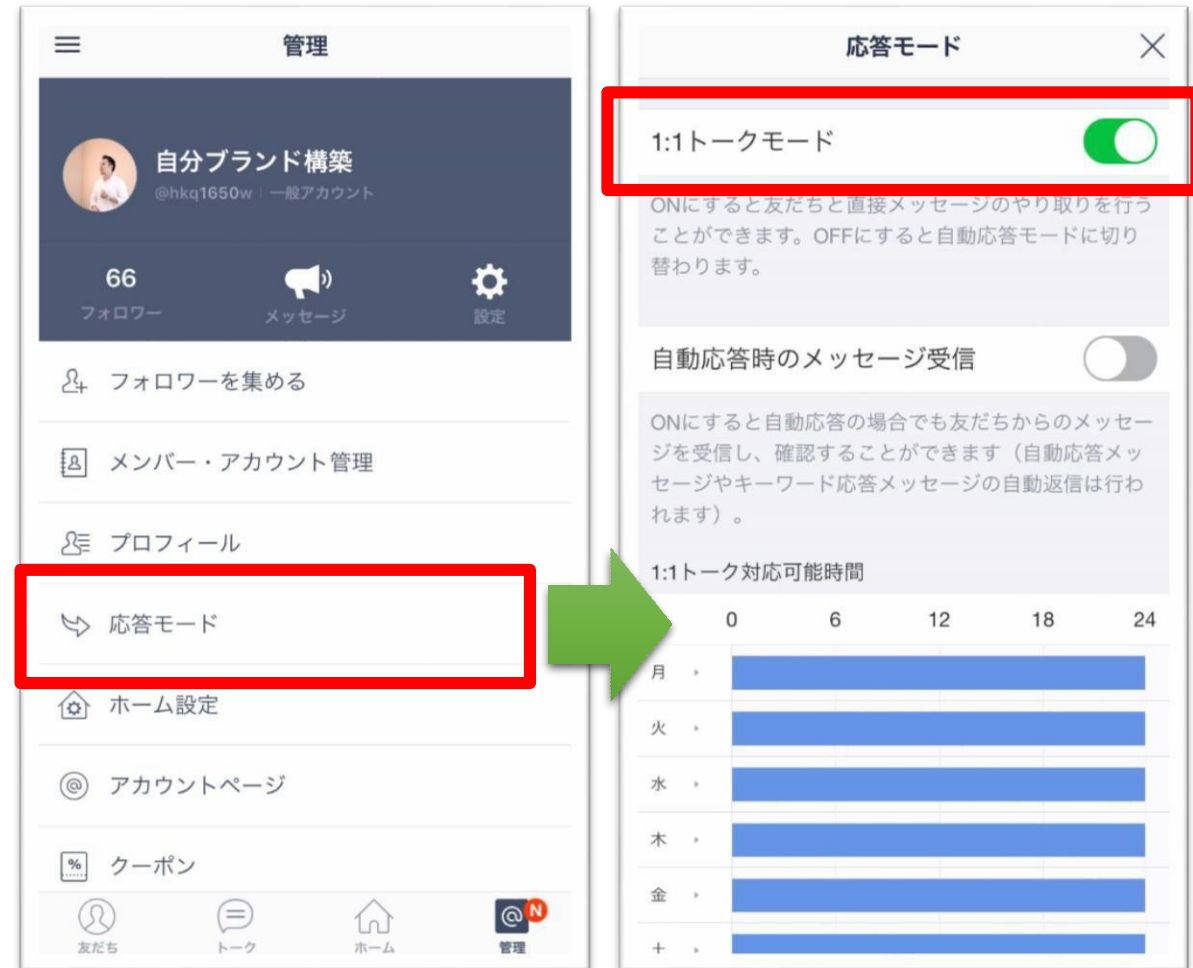 管理
自分ブランド構築
@hkq1650w 一般アカウント
66
フォロワー
メッセージ
設定
フォロワーを集める
メンバー・アカウント管理
プロフィール
応答モード
ホーム設定
アカウントページ
クーポン
友だち
トーク
ホーム
@ N
管理
応答モード
1:1トークモード
ONにすると友だちと直接メッセージのやり取りを行う
ことができます。OFFにすると自動応答モードに切り
替わります。
自動応答時のメッセージ受信
ONにすると自動応答の場合でも友だちからのメッセー
ジを受信し、確認することができます（自動応答メッ
セージやキーワード応答メッセージの自動返信は行わ
れます）。
1:1トーク対応可能時間
0 6 12 18 24
月
火
水
木
金